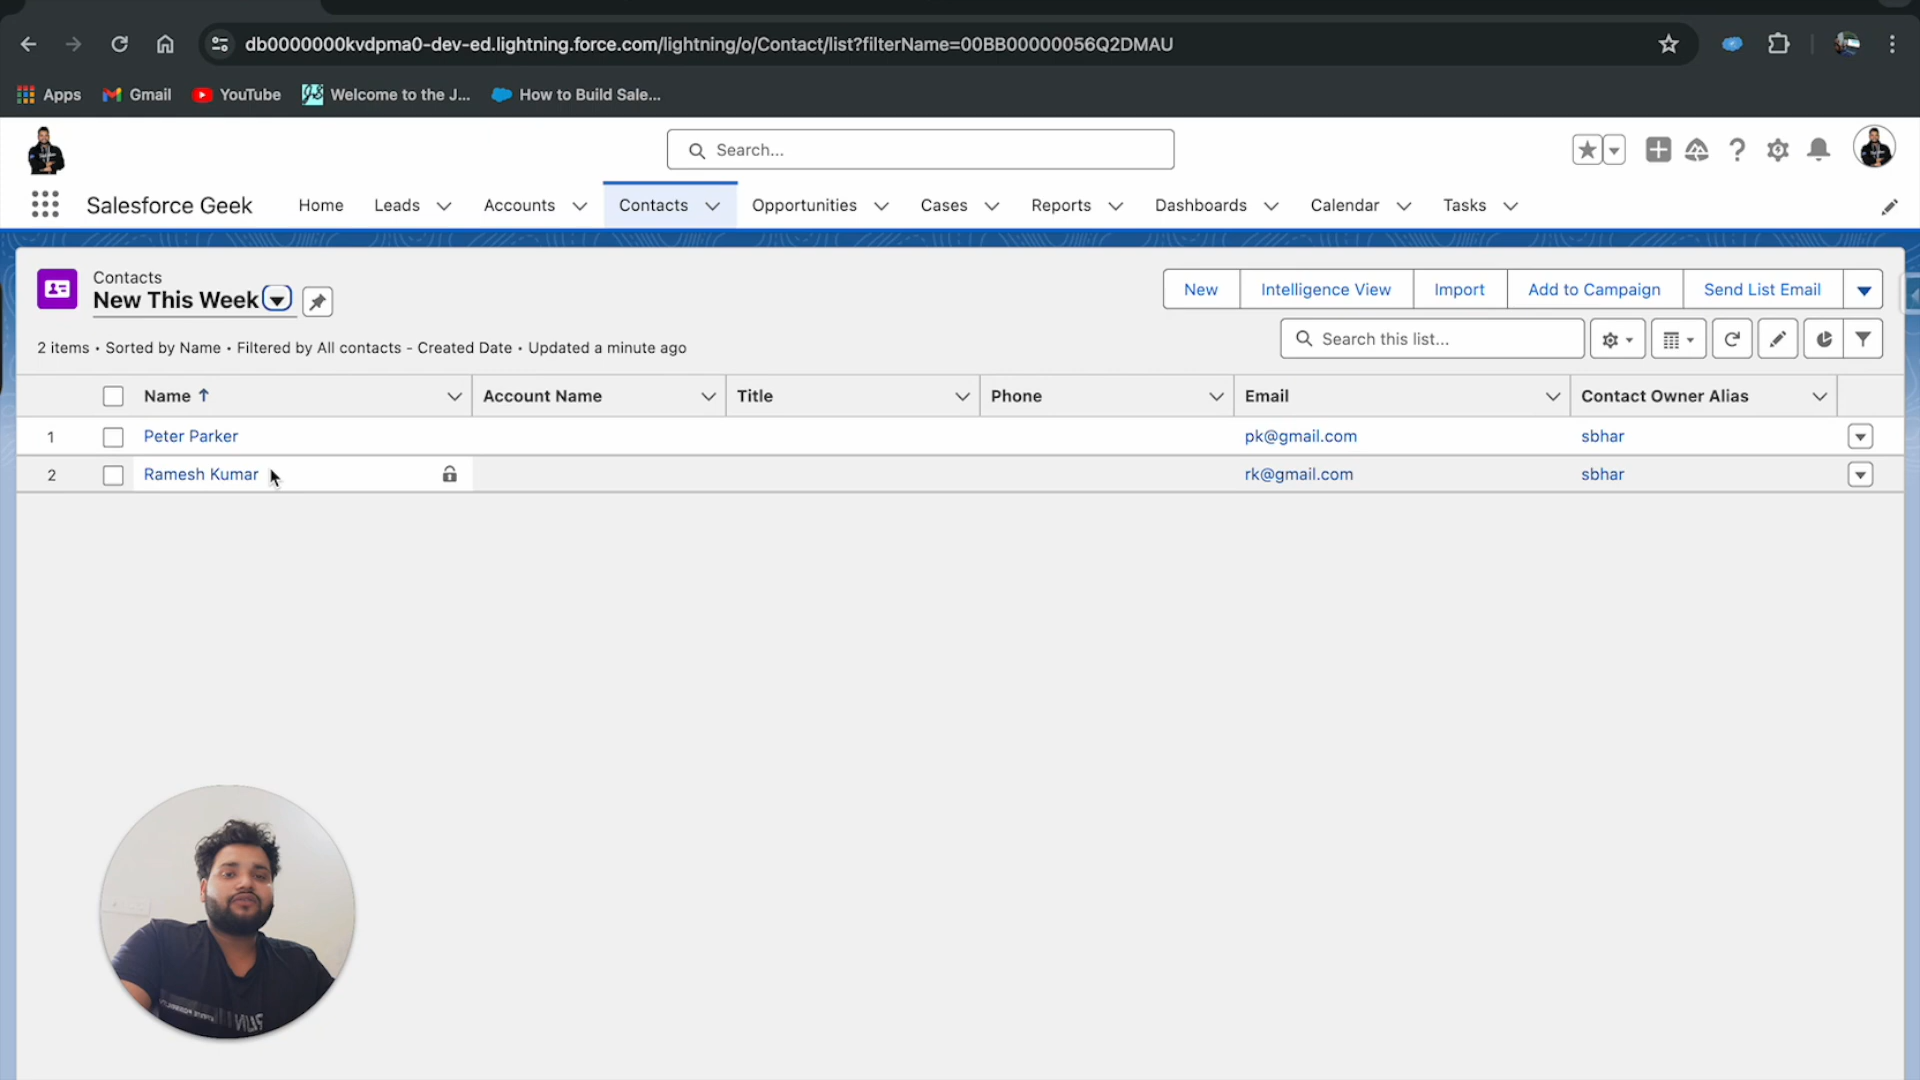 db0000000kvdpma0-dev-ed.lightning.force.com/lightning/o/Contact/list?filterName=00BB00000056Q2DMAU
Apps Gmail YouTube Welcome to the J... How to Build Sale...
Search...
Salesforce Geek Home Leads Accounts Contacts Opportunities Cases Reports Dashboards Calendar Tasks
Contacts
New This Week
New Intelligence View Import Add to Campaign Send List Email
2 items • Sorted by Name • Filtered by All contacts - Created Date • Updated a minute ago
Search this list...
Name Account Name Title Phone Email Contact Owner Alias
1 Peter Parker pk@gmail.com sbhar
2 Ramesh Kumar rk@gmail.com sbhar